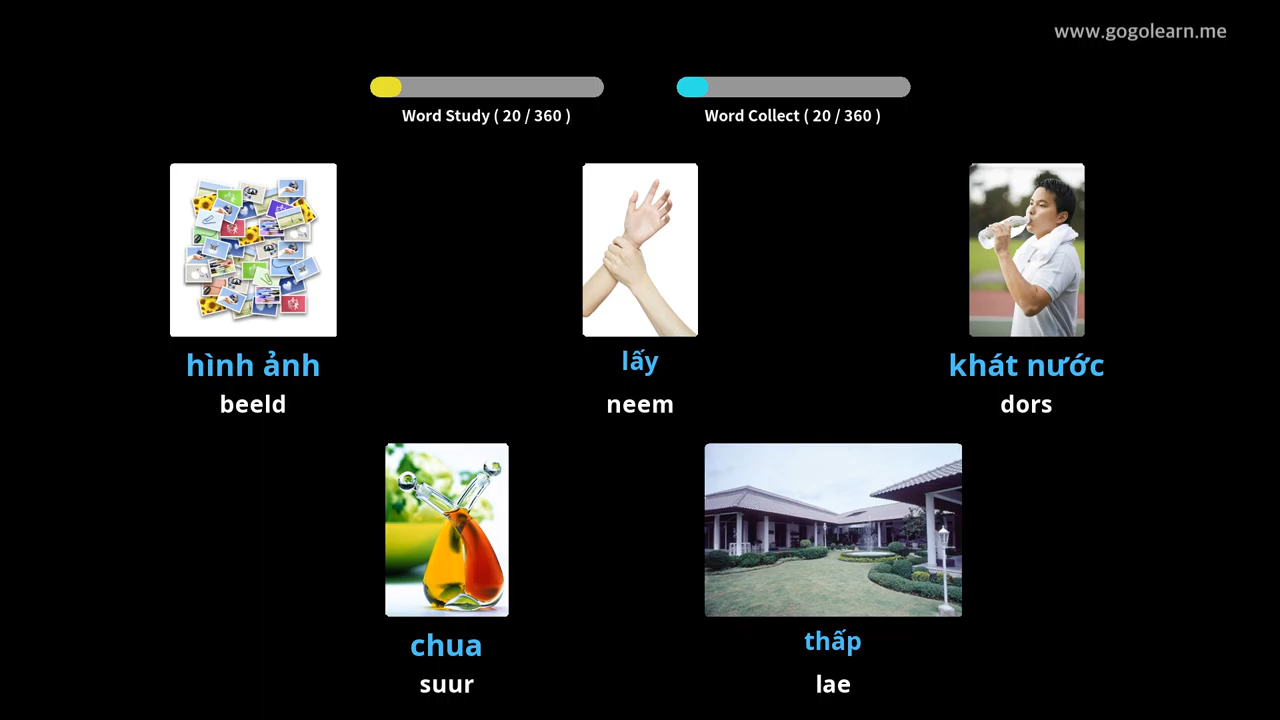 www.gogolearn.me
Word Study ( 20 / 360 )
Word Collect ( 20 / 360 )
hình ảnh
beeld
lấy
neem
khát nước
dors
chua
suur
thấp
lae